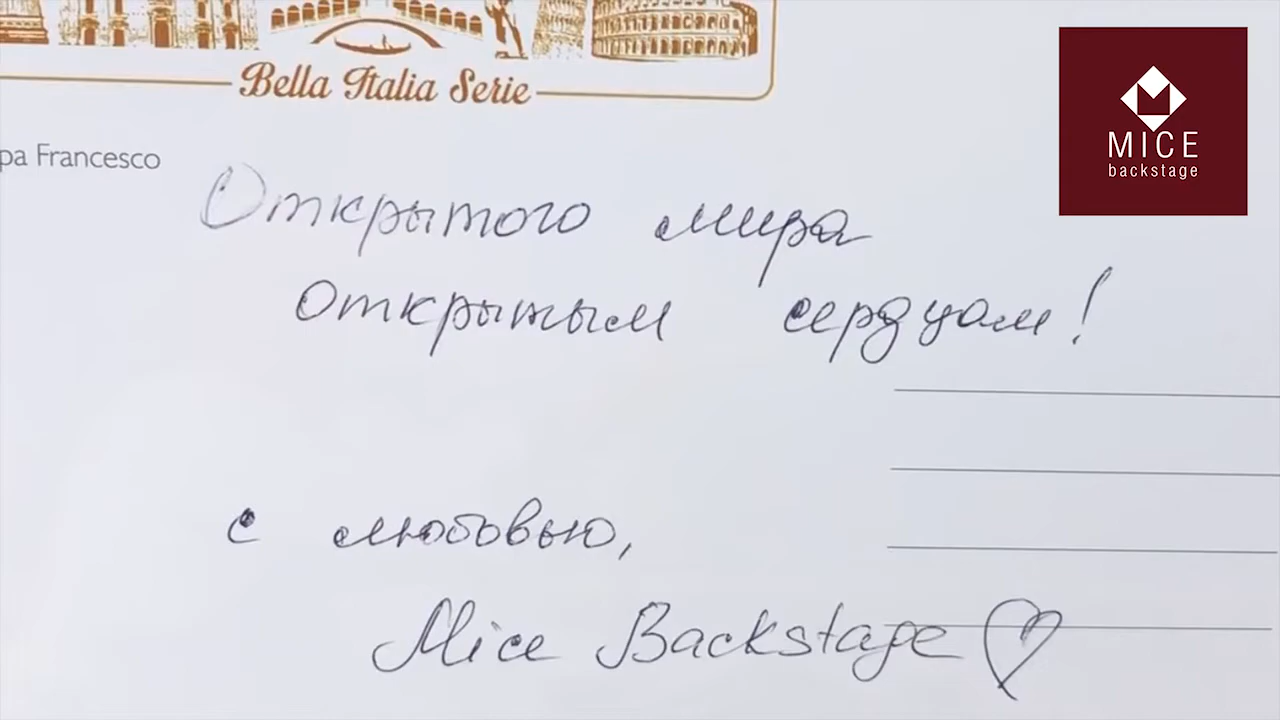 Bella Italia Serie
MICE
backstage
pa Francesco
Открытого мира
открытым сердцам!
с любовью,
Mice Backstage